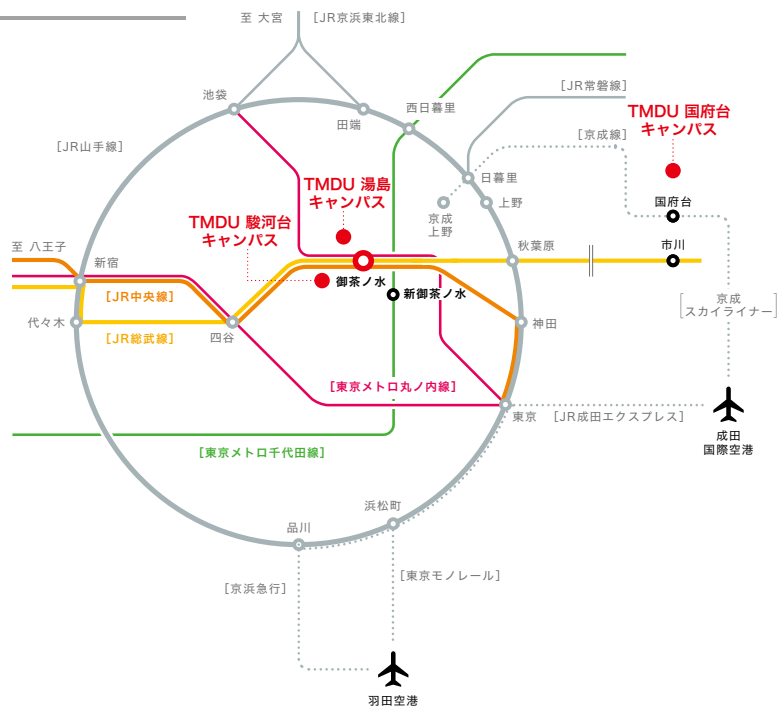 至 大宮
[JR京浜東北線]
池袋
田端
西日暮里
[JR常磐線]
TMDU 国府台
キャンパス
[京成線]
[JR山手線]
日暮里
TMDU 湯島
キャンパス
京成
上野
上野
国府台
TMDU 駿河台
キャンパス
至 八王子
新宿
秋葉原
市川
御茶ノ水
新御茶ノ水
[JR中央線]
代々木
[JR総武線]
四谷
神田
京成
[スカイライナー]
[東京メトロ丸ノ内線]
東京
[JR成田エクスプレス]
成田
国際空港
[東京メトロ千代田線]
浜松町
品川
[京浜急行]
[東京モノレール]
羽田空港